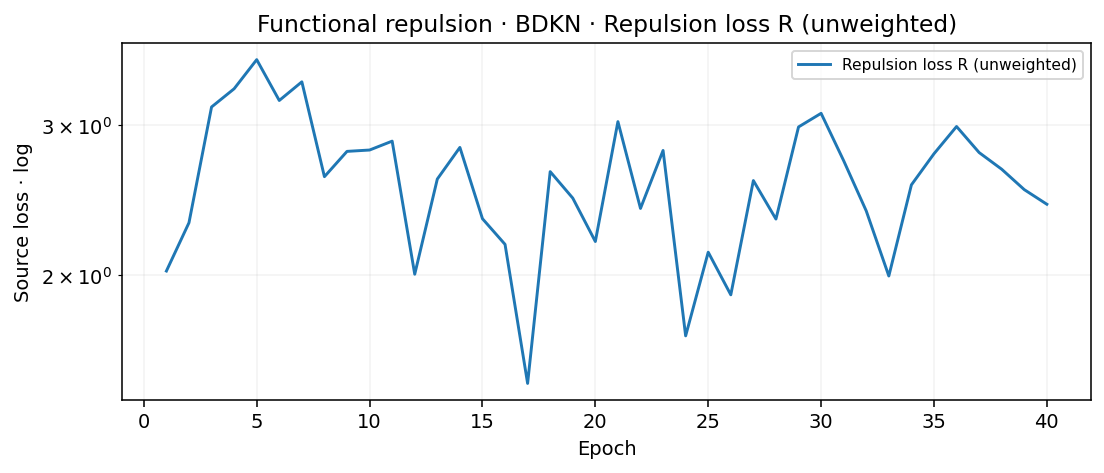 Functional repulsion · BDKN · Repulsion loss R (unweighted)
Repulsion loss R (unweighted)
Source loss · log
3 × 10⁰
2 × 10⁰
0 5 10 15 20 25 30 35 40
Epoch